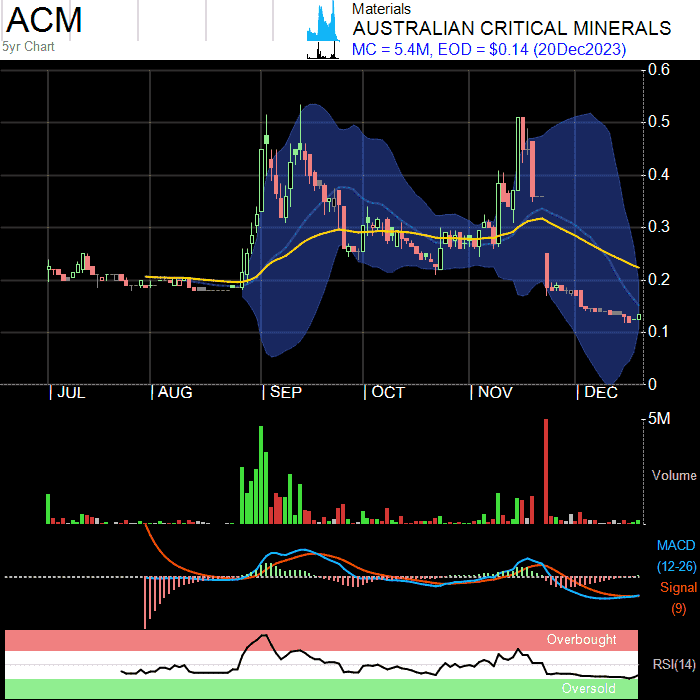 ACM
5yr Chart
Materials
AUSTRALIAN CRITICAL MINERALS
MC = 5.4M, EOD = $0.14 (20Dec2023)
0.6
0.5
0.4
0.3
0.2
0.1
0
JUL
AUG
SEP
OCT
NOV
DEC
5M
Volume
MACD
(12-26)
Signal
(9)
Overbought
RSI(14)
Oversold